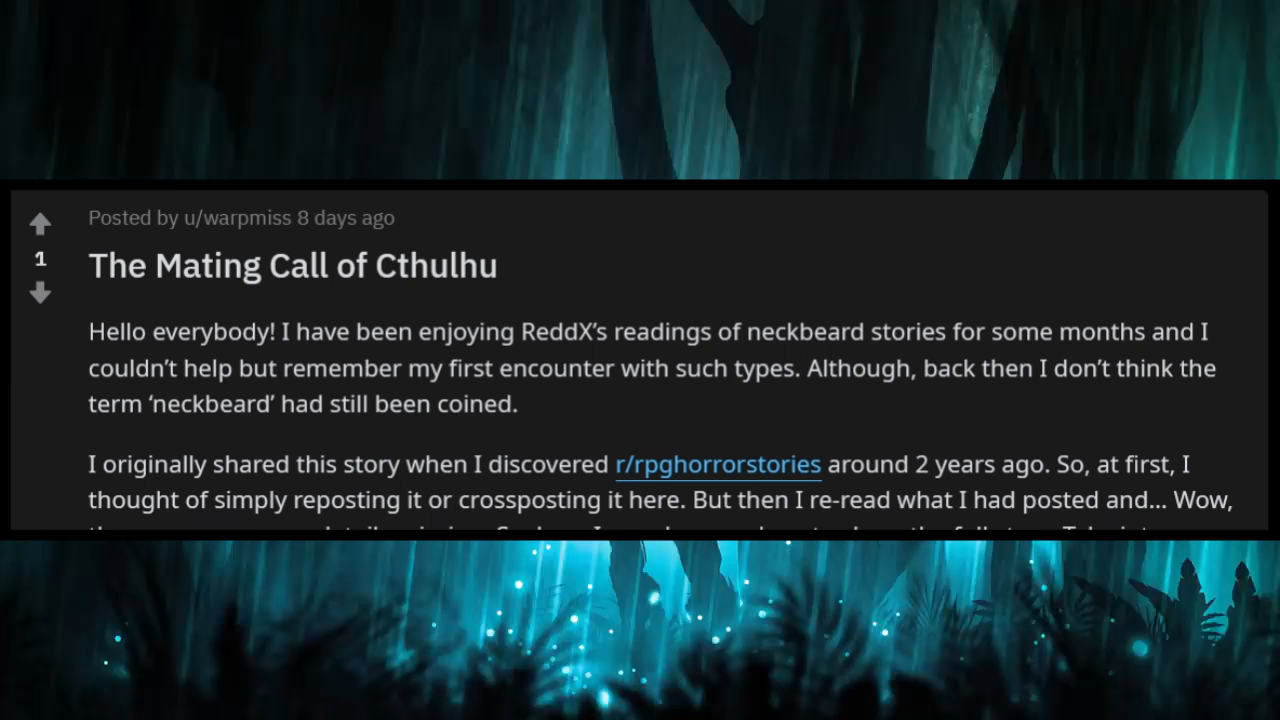 Posted by u/warpmiss 8 days ago
1
The Mating Call of Cthulhu
Hello everybody! I have been enjoying ReddX’s readings of neckbeard stories for some months and I
couldn’t help but remember my first encounter with such types. Although, back then I don’t think the
term ‘neckbeard’ had still been coined.
I originally shared this story when I discovered r/rpghorrorstories around 2 years ago. So, at first, I
thought of simply reposting it or crossposting it here. But then I re-read what I had posted and... Wow,